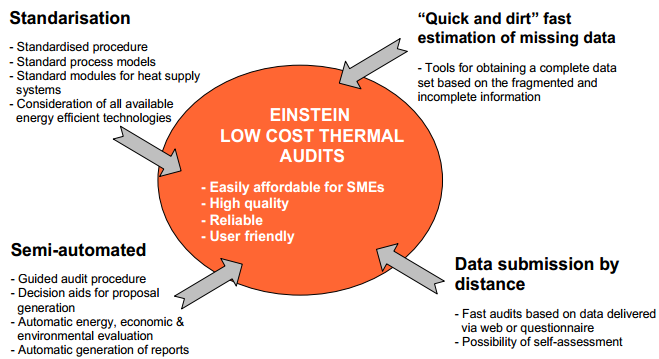 Standarisation
- Standardised procedure
- Standard process models
- Standard modules for heat supply
systems
- Consideration of all available
energy efficient technologies
“Quick and dirt” fast
estimation of missing data
- Tools for obtaining a complete data
set based on the fragmented and
incomplete information
EINSTEIN
LOW COST THERMAL
AUDITS
- Easily affordable for SMEs
- High quality
- Reliable
- User friendly
Semi-automated
- Guided audit procedure
- Decision aids for proposal
generation
- Automatic energy, economic &
environmental evaluation
- Automatic generation of reports
Data submission by
distance
- Fast audits based on data delivered
via web or questionnaire
- Possibility of self-assessment